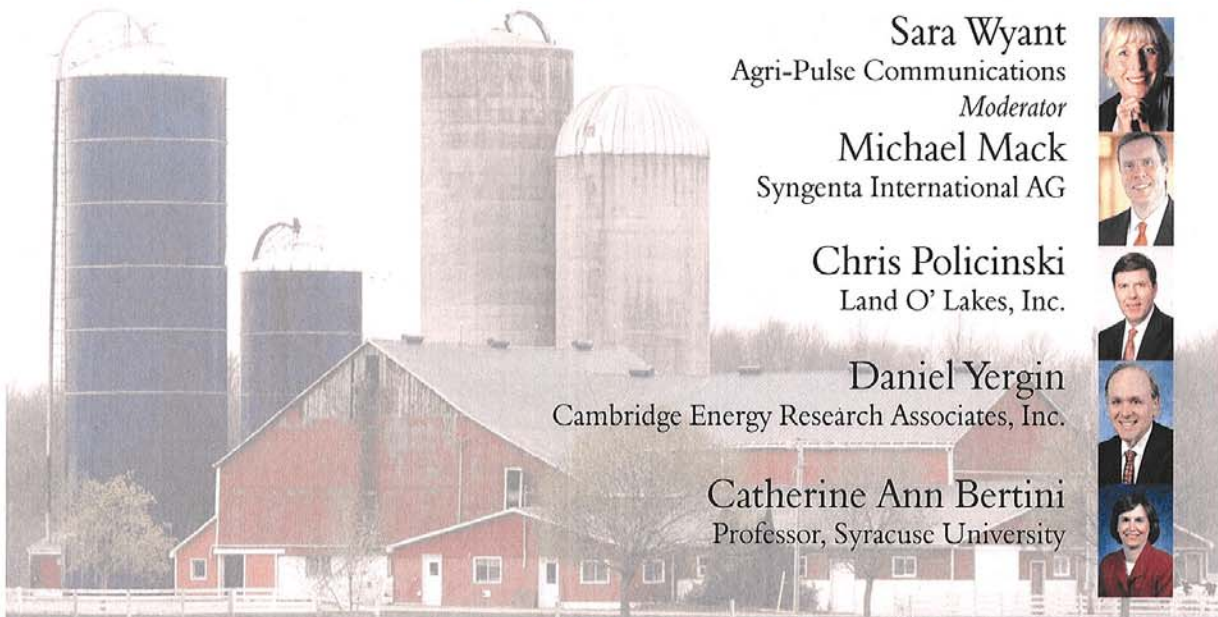 Sara Wyant
Agri-Pulse Communications
Moderator
Michael Mack
Syngenta International AG
Chris Policinski
Land O' Lakes, Inc.
Daniel Yergin
Cambridge Energy Research Associates, Inc.
Catherine Ann Bertini
Professor, Syracuse University